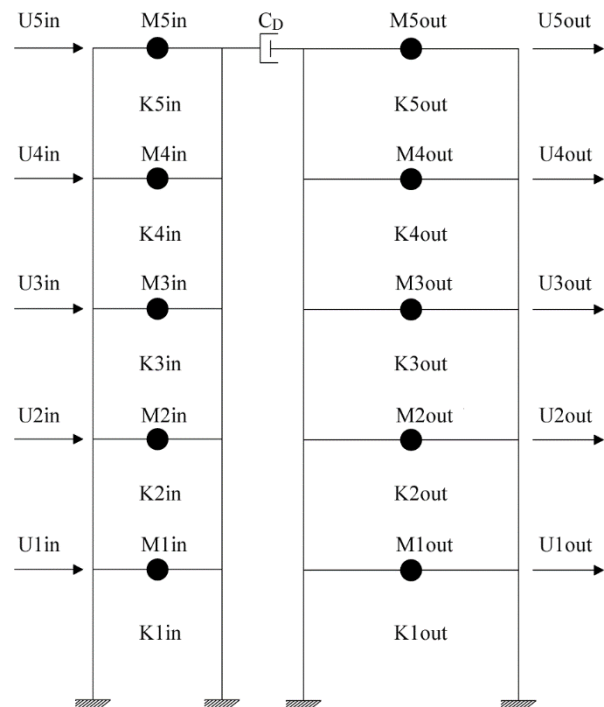 U5in M5in C_D M5out U5out
K5in K5out
U4in M4in M4out U4out
K4in K4out
U3in M3in M3out U3out
K3in K3out
U2in M2in M2out U2out
K2in K2out
U1in M1in M1out U1out
K1in K1out